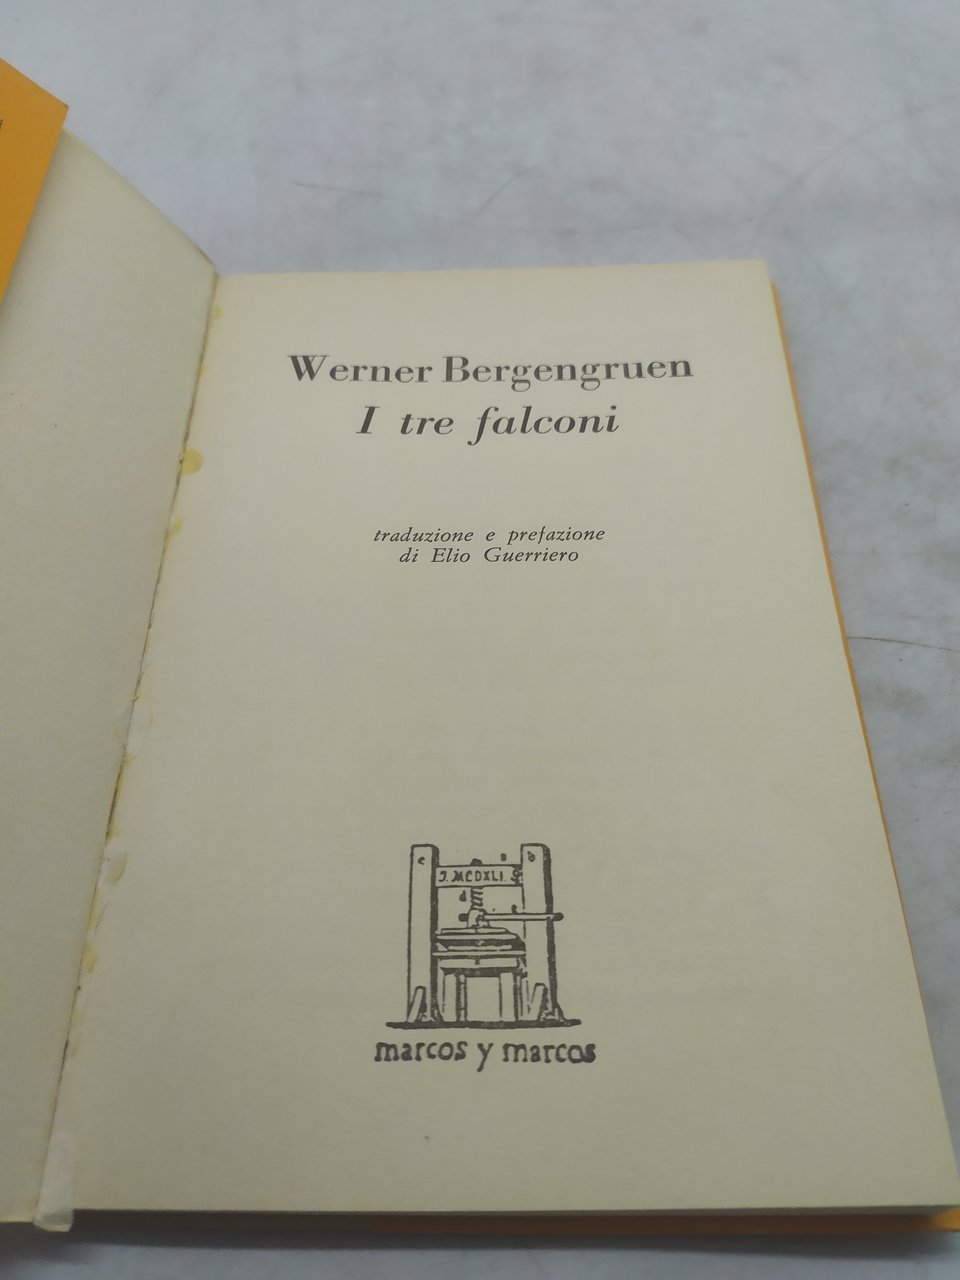 Werner Bergengruen
I tre falconi
traduzione e prefazione
di Elio Guerriero
J. MCDXLI.
marcos y marcos